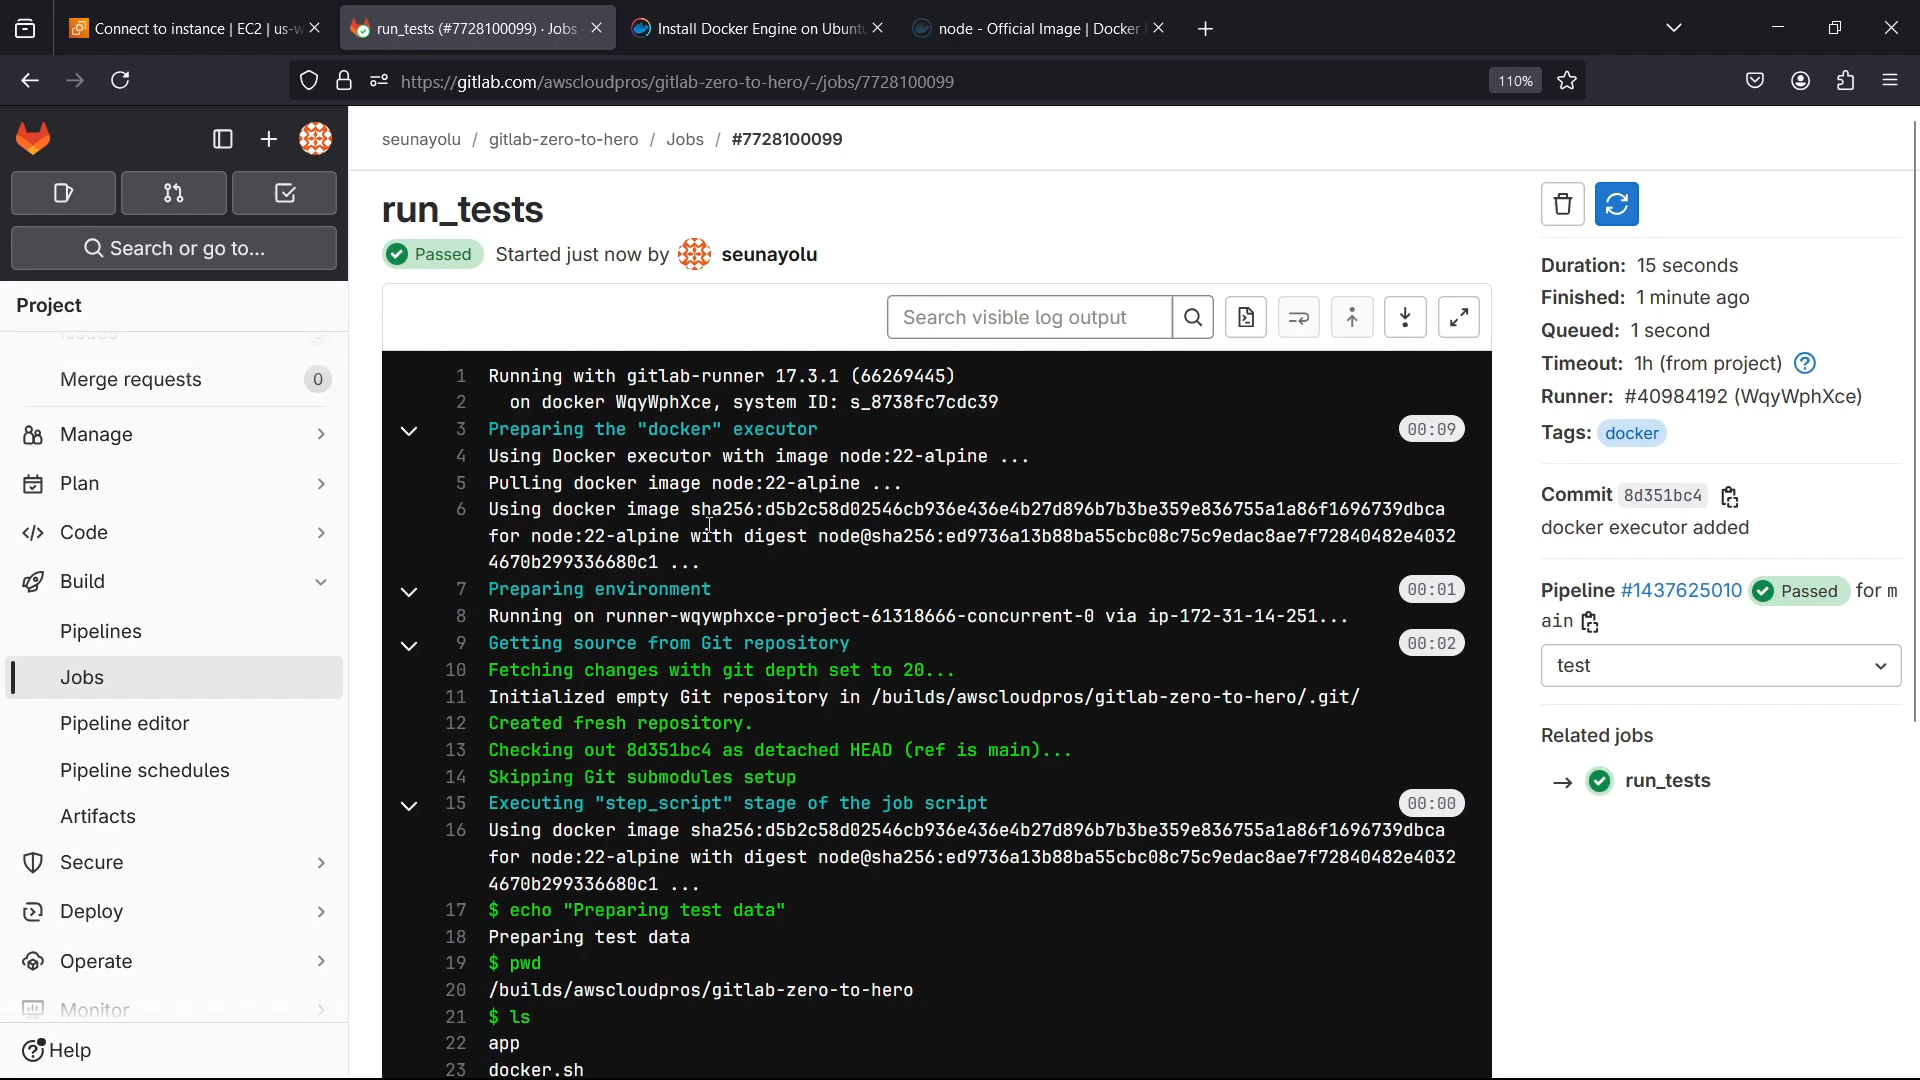 Connect to instance | EC2 | us-w
run_tests (#7728100099) · Jobs ·
Install Docker Engine on Ubunt
node - Official Image | Docker
https://gitlab.com/awscloudpros/gitlab-zero-to-hero/-/jobs/7728100099
110%
Search or go to...
Project
Issues
Merge requests
0
Manage
Plan
Code
Build
Pipelines
Jobs
Pipeline editor
Pipeline schedules
Artifacts
Secure
Deploy
Operate
Monitor
Help
seunayolu / gitlab-zero-to-hero / Jobs / #7728100099
run_tests
Passed Started just now by seunayolu
Search visible log output
1 Running with gitlab-runner 17.3.1 (66269445)
2 on docker WqyWphXce, system ID: s_8738fc7cdc39
3 Preparing the "docker" executor 00:09
4 Using Docker executor with image node:22-alpine ...
5 Pulling docker image node:22-alpine ...
6 Using docker image sha256:d5b2c58d02546cb936e436e4b27d896b7b3be359e836755a1a86f1696739dbca
for node:22-alpine with digest node@sha256:ed9736a13b88ba55cbc08c75c9edac8ae7f72840482e4032
4670b299336680c1 ...
7 Preparing environment 00:01
8 Running on runner-wqywphxce-project-61318666-concurrent-0 via ip-172-31-14-251...
9 Getting source from Git repository 00:02
10 Fetching changes with git depth set to 20...
11 Initialized empty Git repository in /builds/awscloudpros/gitlab-zero-to-hero/.git/
12 Created fresh repository.
13 Checking out 8d351bc4 as detached HEAD (ref is main)...
14 Skipping Git submodules setup
15 Executing "step_script" stage of the job script 00:00
16 Using docker image sha256:d5b2c58d02546cb936e436e4b27d896b7b3be359e836755a1a86f1696739dbca
for node:22-alpine with digest node@sha256:ed9736a13b88ba55cbc08c75c9edac8ae7f72840482e4032
4670b299336680c1 ...
17 $ echo "Preparing test data"
18 Preparing test data
19 $ pwd
20 /builds/awscloudpros/gitlab-zero-to-hero
21 $ ls
22 app
23 docker.sh
Duration: 15 seconds
Finished: 1 minute ago
Queued: 1 second
Timeout: 1h (from project)
Runner: #40984192 (WqyWphXce)
Tags: docker
Commit 8d351bc4
docker executor added
Pipeline #1437625010 Passed for m
ain
test
Related jobs
run_tests